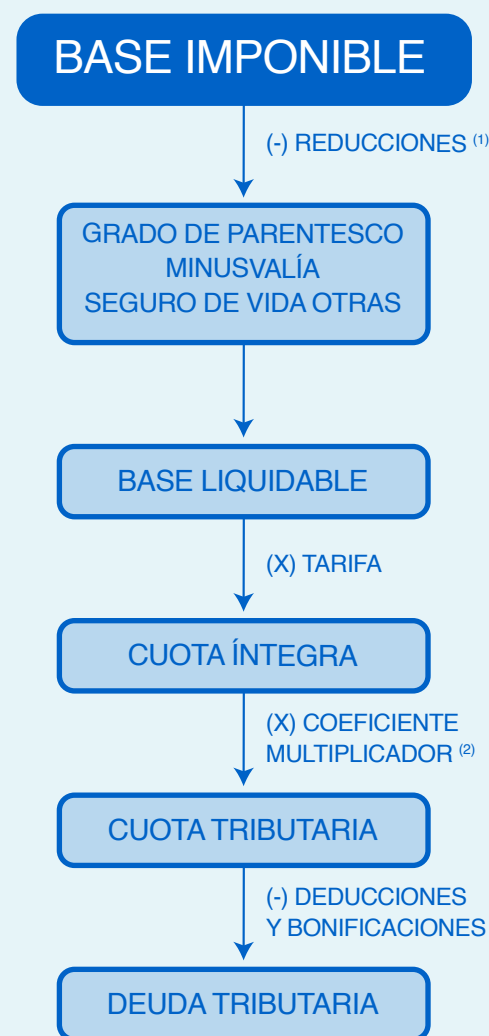 BASE IMPONIBLE
(-) REDUCCIONES (1)
GRADO DE PARENTESCO
MINUSVALÍA
SEGURO DE VIDA OTRAS
BASE LIQUIDABLE
(X) TARIFA
CUOTA ÍNTEGRA
(X) COEFICIENTE
MULTIPLICADOR (2)
CUOTA TRIBUTARIA
(-) DEDUCCIONES
Y BONIFICACIONES
DEUDA TRIBUTARIA